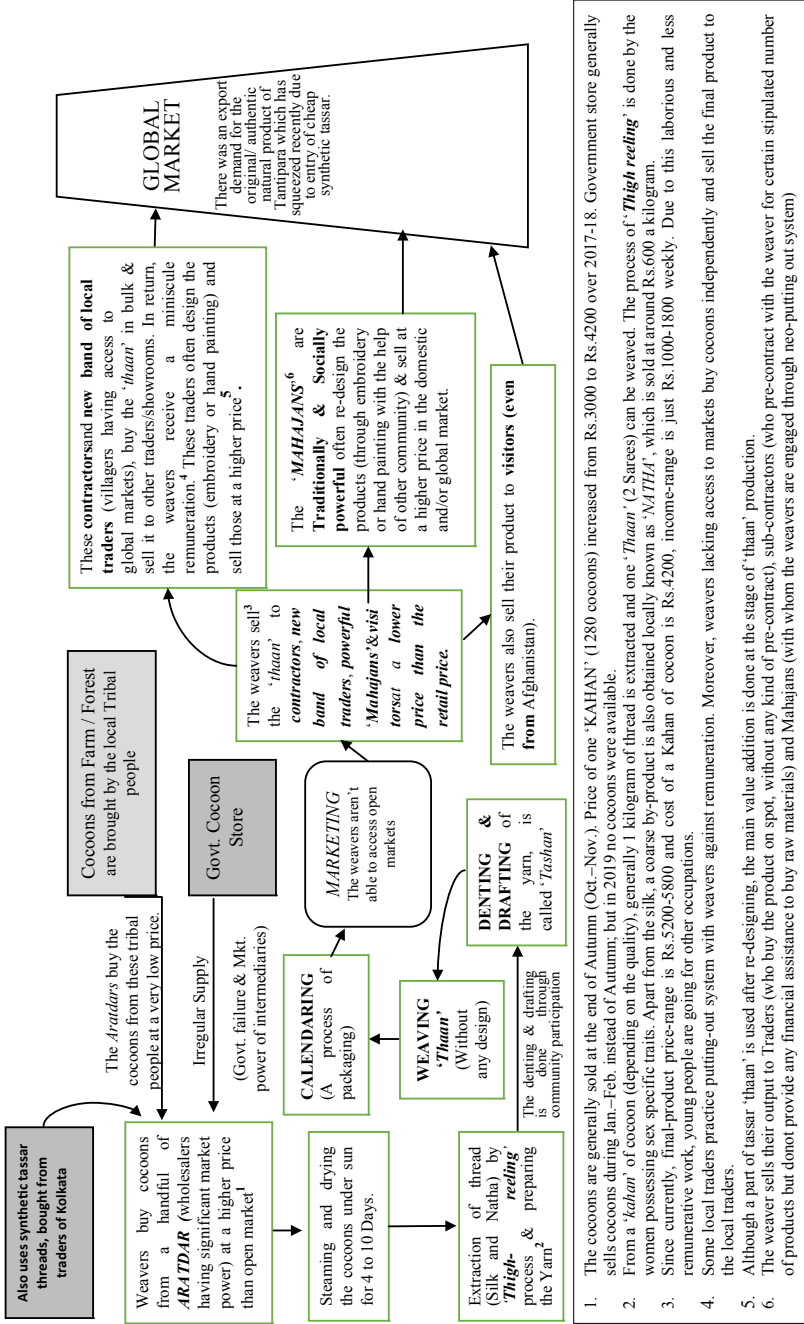 Also uses synthetic tassar
threads, bought from
traders of Kolkata
The Aratdars buy the
cocoons from these tribal
people at a very low price.
Cocoons from Farm / Forest
are brought by the local Tribal
people
Weavers buy cocoons
from a handful of
ARATDAR (wholesalers
having significant market
power) at a higher price
than open market1
Irregular Supply
(Govt. failure & Mkt.
power of intermediaries)
Govt. Cocoon
Store
Steaming and drying
the cocoons under sun
for 4 to 10 Days.
Extraction of thread
(Silk and Natha) by
'Thigh- reeling'
process & preparing
the Yarn2
The denting & drafting
is done through
community participation
DENTING &
DRAFTING of
the yarn, is
called 'Tashan'
WEAVING
'Thaan'
(Without
any design)
CALENDARING
(A process of
packaging)
MARKETING
The weavers aren't
able to access open
markets
The weavers sell3
the 'thaan' to
contractors, new
band of local
traders, powerful
'Mahajans'&visi
torsat a lower
price than the
retail price.
These contractorsand new band of local
traders (villagers having access to
global markets), buy the 'thaan' in bulk &
sell it to other traders/showrooms. In return,
the weavers receive a miniscule
remuneration.4 These traders often design the
products (embroidery or hand painting) and
sell those at a higher price5.
The 'MAHAJANS'6 are
Traditionally & Socially
powerful often re-design the
products (through embroidery
or hand painting with the help
of other community) & sell at
a higher price in the domestic
and/or global market.
The weavers also sell their product to visitors (even
from Afghanistan).
GLOBAL
MARKET
There was an export
demand for the
original/ authentic
natural product of
Tantipara which has
squeezed recently due
to entry of cheap
synthetic tassar.
1. The cocoons are generally sold at the end of Autumn (Oct.–Nov.). Price of one 'KAHAN' (1280 cocoons) increased from Rs.3000 to Rs.4200 over 2017-18. Government store generally
sells cocoons during Jan.–Feb. instead of Autumn; but in 2019 no cocoons were available.
2. From a 'kahan' of cocoon (depending on the quality), generally 1 kilogram of thread is extracted and one 'Thaan' (2 Sarees) can be weaved. The process of 'Thigh reeling' is done by the
women possessing sex specific traits. Apart from the silk, a coarse by-product is also obtained locally known as 'NATHA', which is sold at around Rs.600 a kilogram.
3. Since currently, final-product price-range is Rs.5200-5800 and cost of a Kahan of cocoon is Rs.4200, income-range is just Rs.1000-1800 weekly. Due to this laborious and less
remunerative work, young people are going for other occupations.
4. Some local traders practice putting-out system with weavers against remuneration. Moreover, weavers lacking access to markets buy cocoons independently and sell the final product to
the local traders.
5. Although a part of tassar 'thaan' is used after re-designing, the main value addition is done at the stage of 'thaan' production.
6. The weaver sells their output to Traders (who buy the product on spot, without any kind of pre-contract), sub-contractors (who pre-contract with the weaver for certain stipulated number
of products but donot provide any financial assistance to buy raw materials) and Mahajans (with whom the weavers are engaged through neo-putting out system)